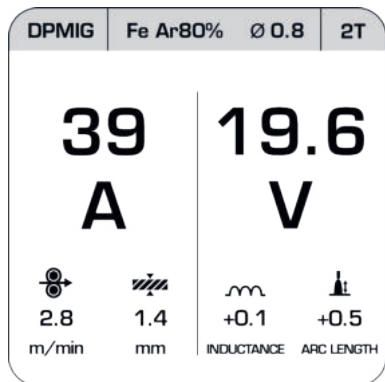 DPMIG Fe Ar80% Ø 0.8 2T
39 19.6
A V
2.8 1.4 +0.1 +0.5
m/min mm INDUCTANCE ARC LENGTH